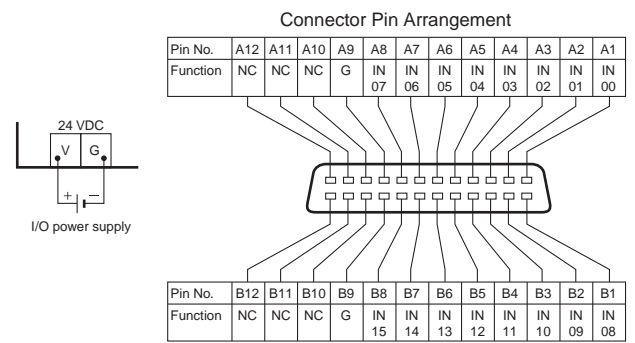 Connector Pin Arrangement
Pin No. A12 A11 A10 A9 A8 A7 A6 A5 A4 A3 A2 A1
Function NC NC NC G IN 07 IN 06 IN 05 IN 04 IN 03 IN 02 IN 01 IN 00
24 VDC
V G
+ −
I/O power supply
Pin No. B12 B11 B10 B9 B8 B7 B6 B5 B4 B3 B2 B1
Function NC NC NC G IN 15 IN 14 IN 13 IN 12 IN 11 IN 10 IN 09 IN 08